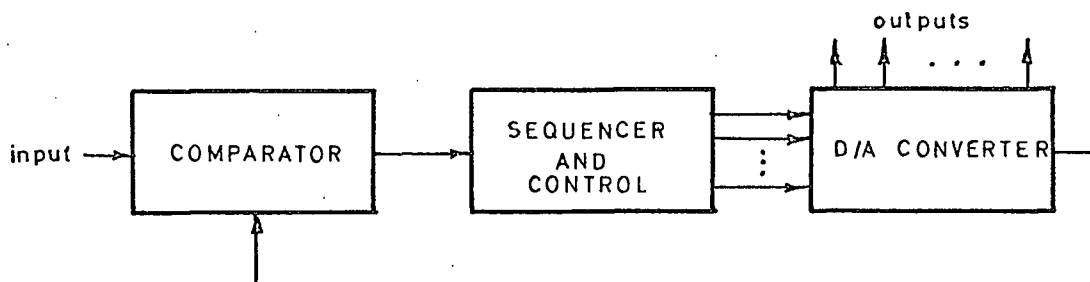 outputs
input
COMPARATOR
SEQUENCER
AND
CONTROL
D/A CONVERTER